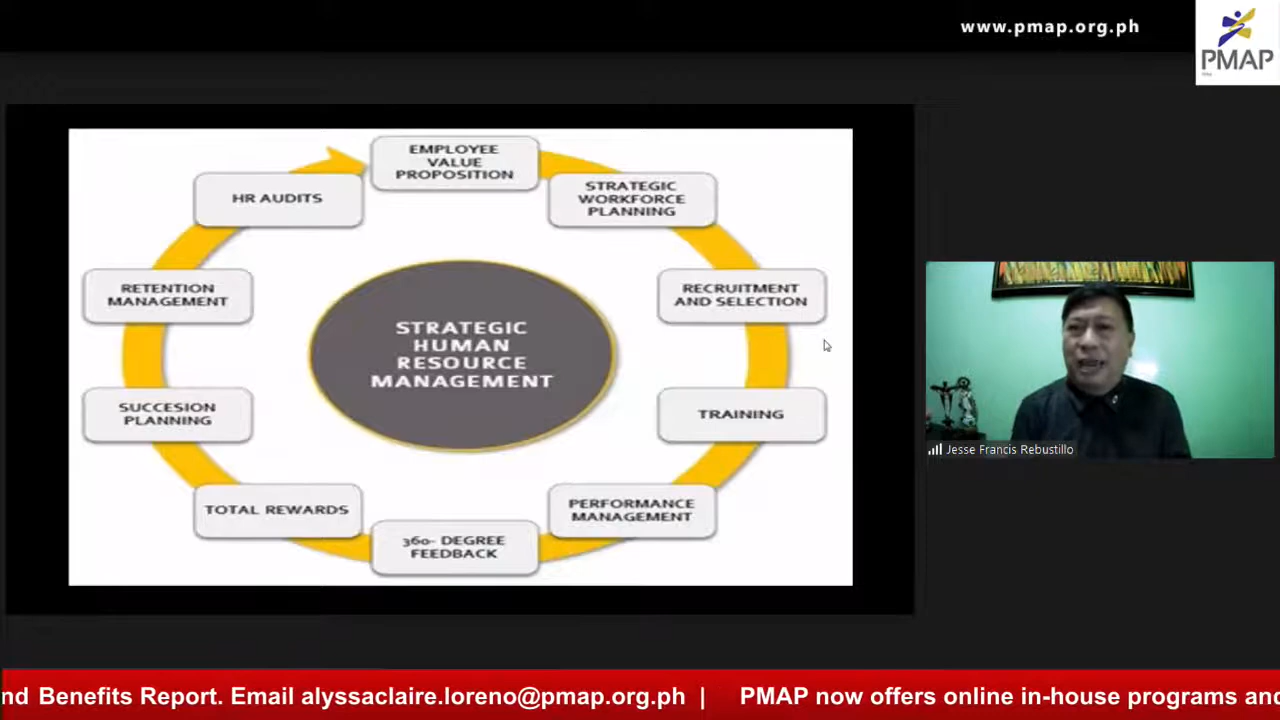 www.pmap.org.ph
PMAP
EMPLOYEE
VALUE
PROPOSITION
STRATEGIC
WORKFORCE
PLANNING
RECRUITMENT
AND SELECTION
TRAINING
PERFORMANCE
MANAGEMENT
360- DEGREE
FEEDBACK
TOTAL REWARDS
SUCCESION
PLANNING
RETENTION
MANAGEMENT
HR AUDITS
STRATEGIC
HUMAN
RESOURCE
MANAGEMENT
Jesse Francis Rebustillo
nd Benefits Report. Email alyssaclaire.loreno@pmap.org.ph | PMAP now offers online in-house programs and